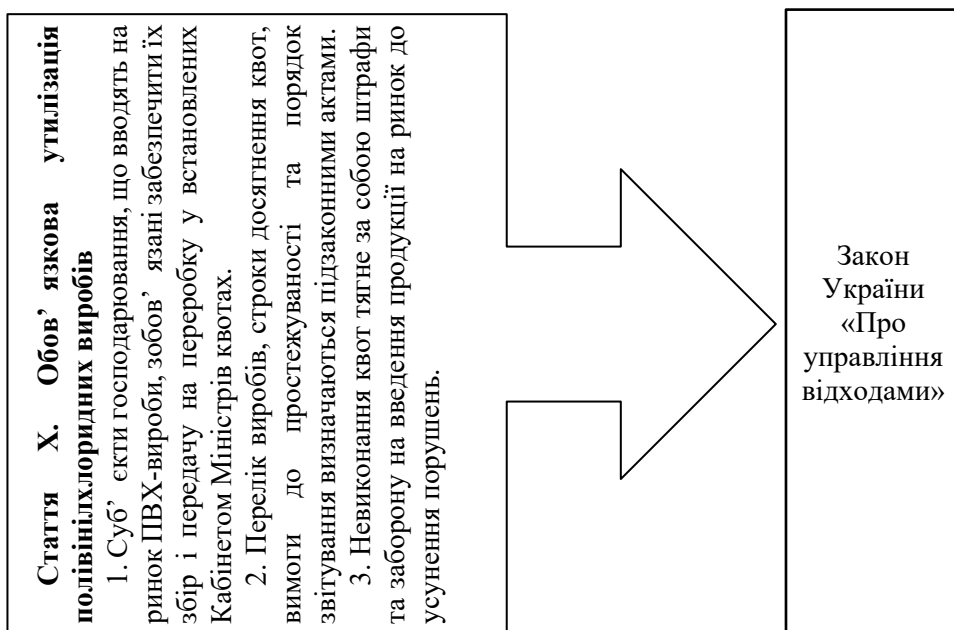 Стаття Х. Обов’ язкова утилізація
полівінілхлоридних виробів
1. Суб’ єкти господарювання, що вводять на
ринок ПВХ-вироби, зобов’ язані забезпечити їх
збір і передачу на переробку у встановлених
Кабінетом Міністрів квотах.
2. Перелік виробів, строки досягнення квот,
вимоги до простежуваності та порядок
звітування визначаються підзаконними актами.
3. Невиконання квот тягне за собою штрафи
та заборону на введення продукції на ринок до
усунення порушень.
Закон
України
«Про
управління
відходами»